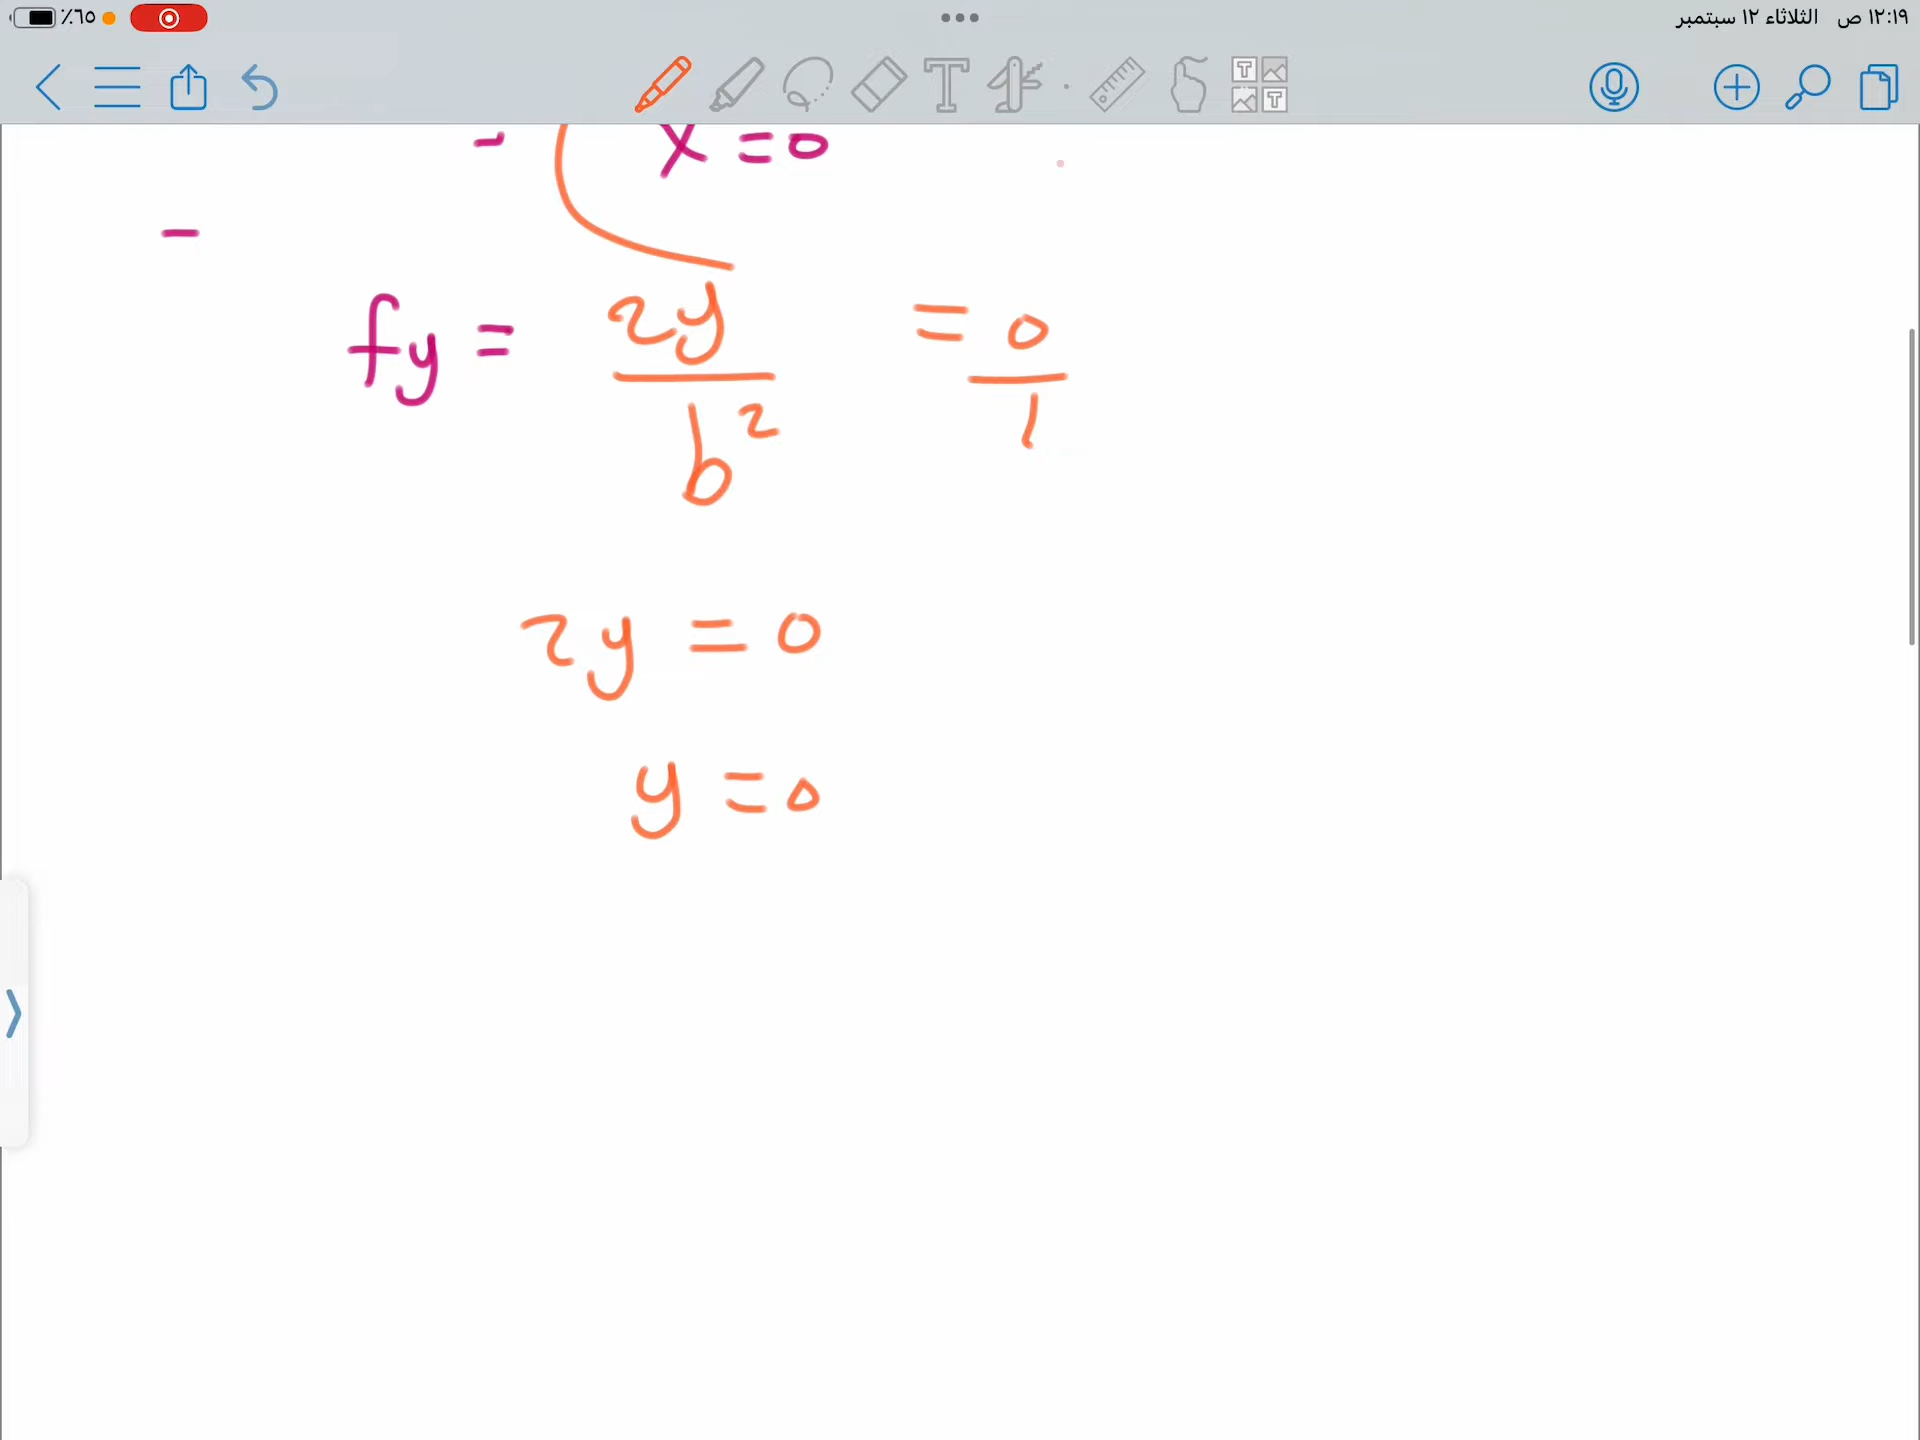 ٪٦٥ الثلاثاء ١٢ سبتمبر ١٢:١٩ ص
- x = 0
-
fy = 2y/b² = 0/1
2y = 0
y = 0